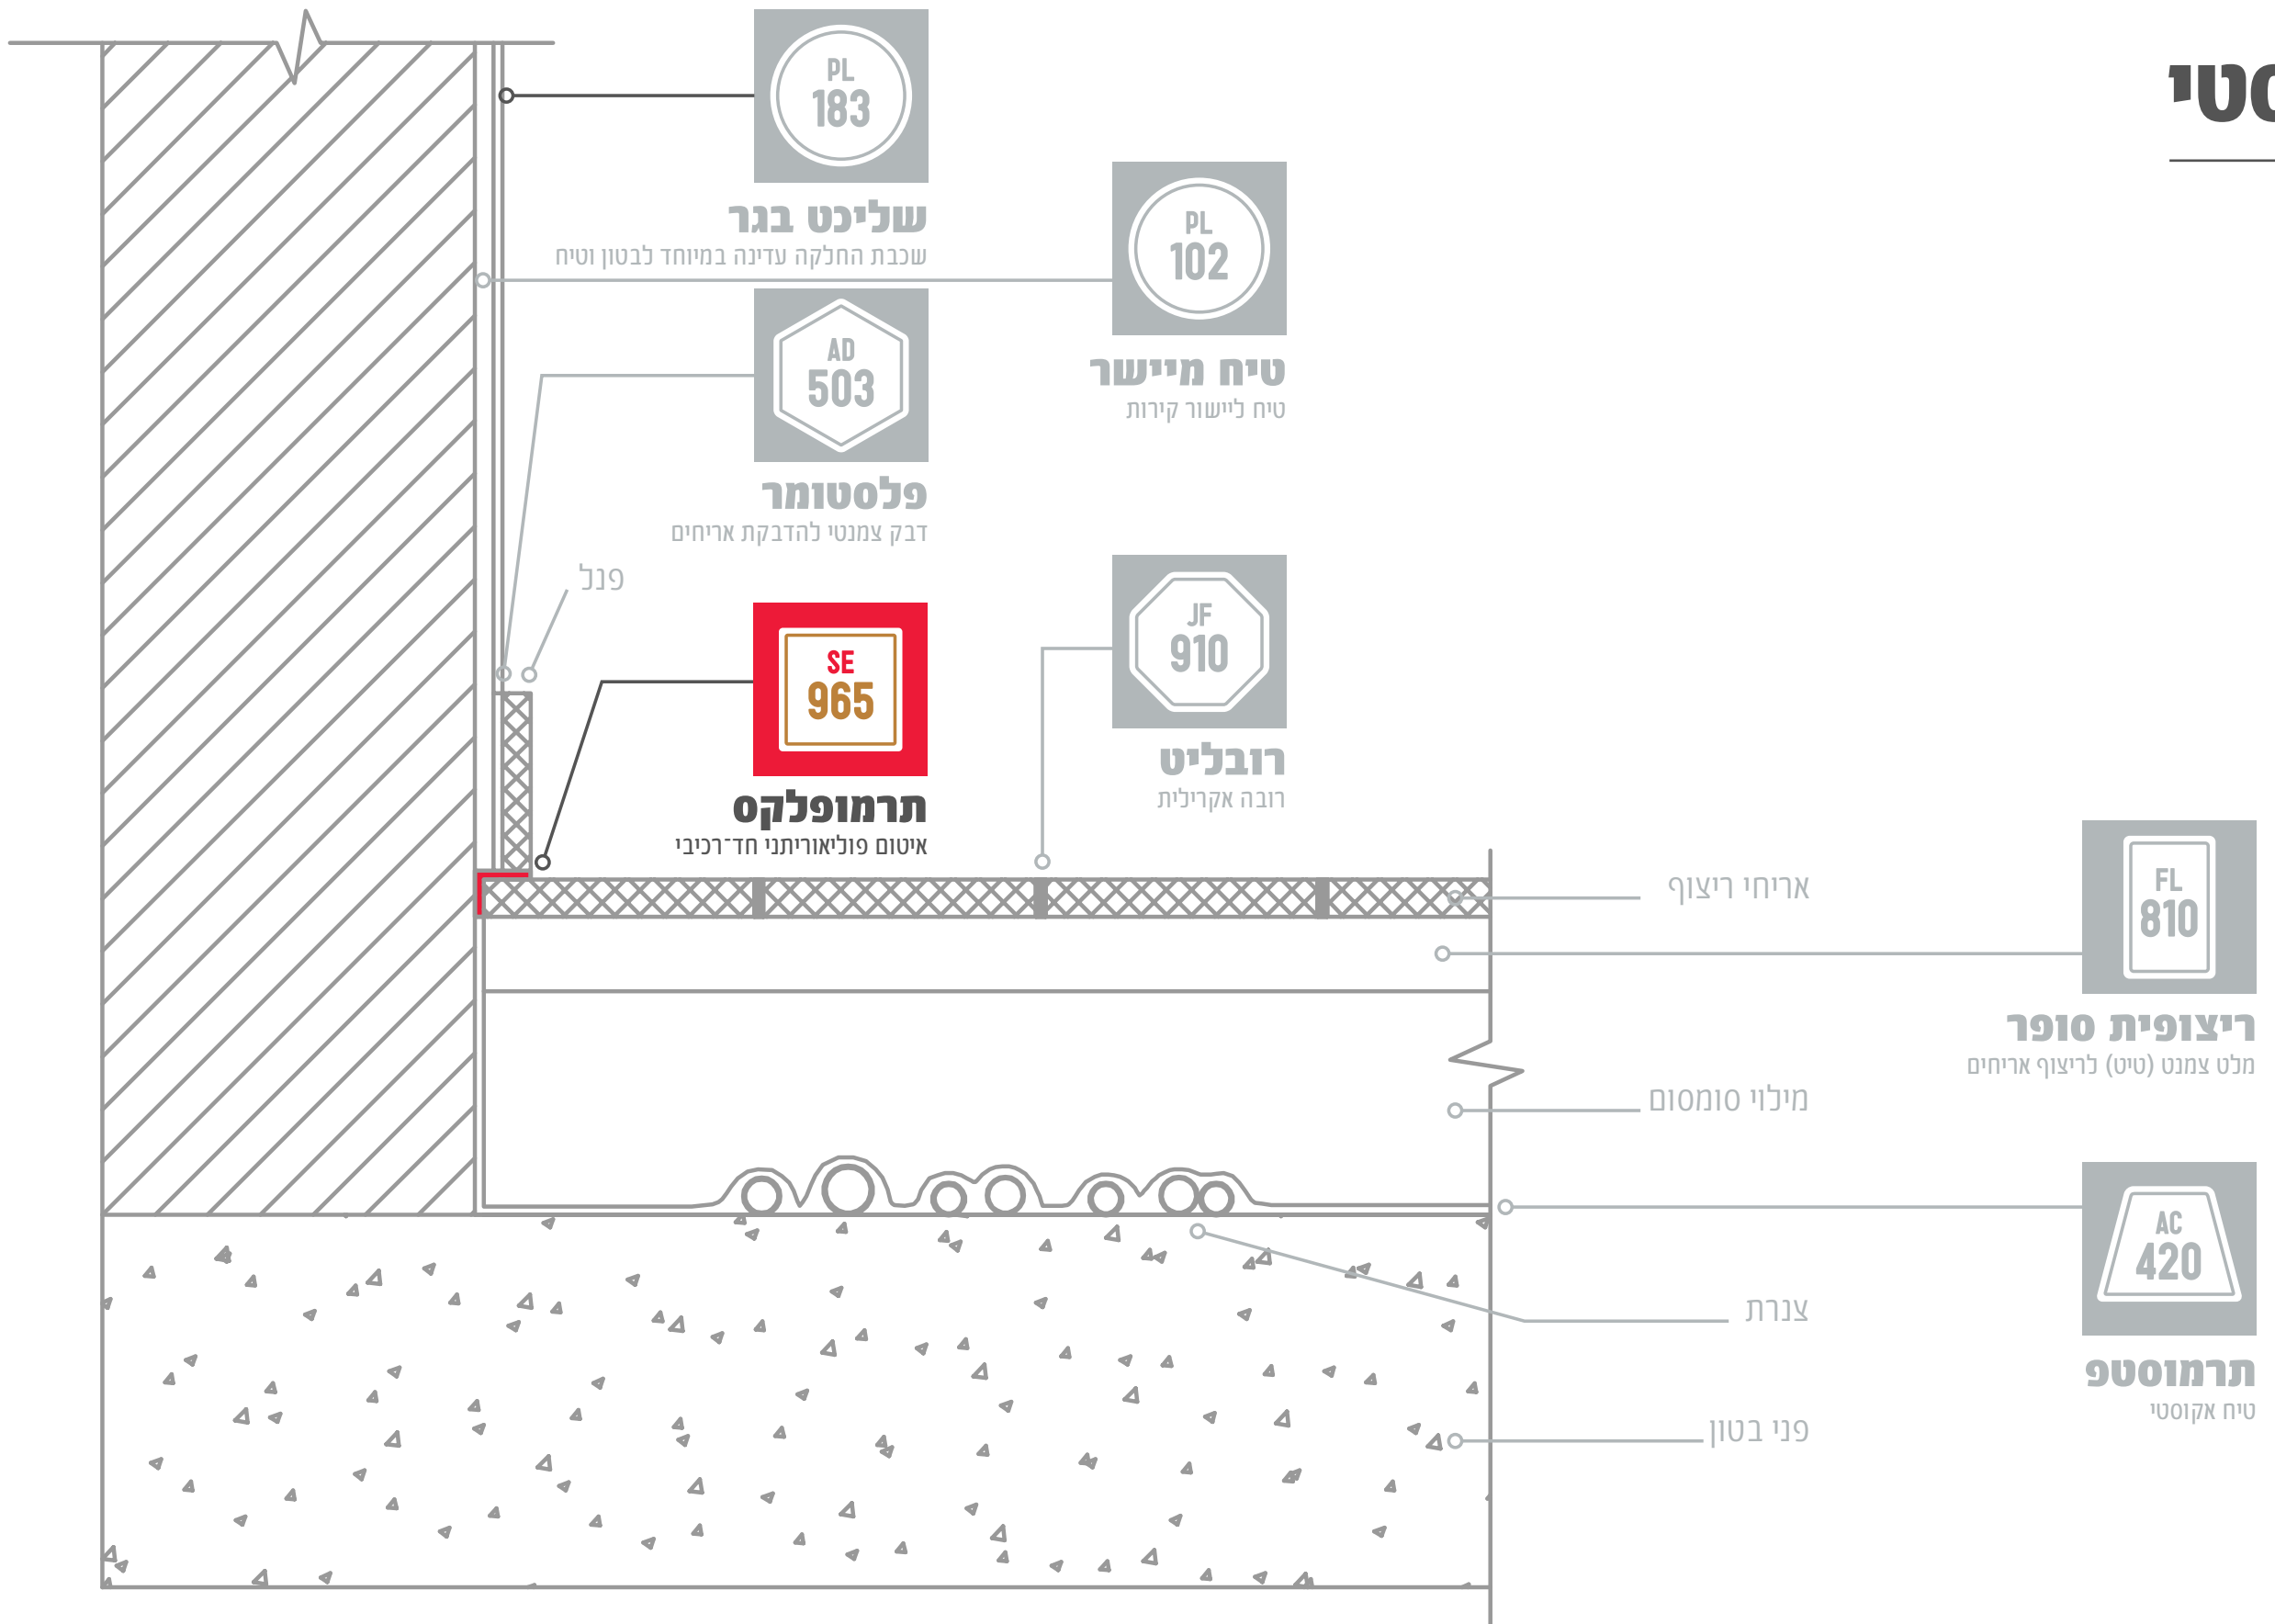 PL
183
שליכט בגר
שכבת החלקה עדינה במיוחד לבטון וטיח
PL
102
טיח מיישר
טיח ליישור קירות
AD
503
פלסטומר
דבק צמנטי להדבקת אריחים
פנל
SE
965
תרמופלקס
איטום פוליאוריתני חד־רכיבי
JF
910
רובליט
רובה אקרילית
אריחי ריצוף
FL
810
ריצופית סופר
מלט צמנט (טיט) לריצוף אריחים
מילוי סומסום
AC
420
תרמוסטפ
טיח אקוסטי
צנרת
פני בטון